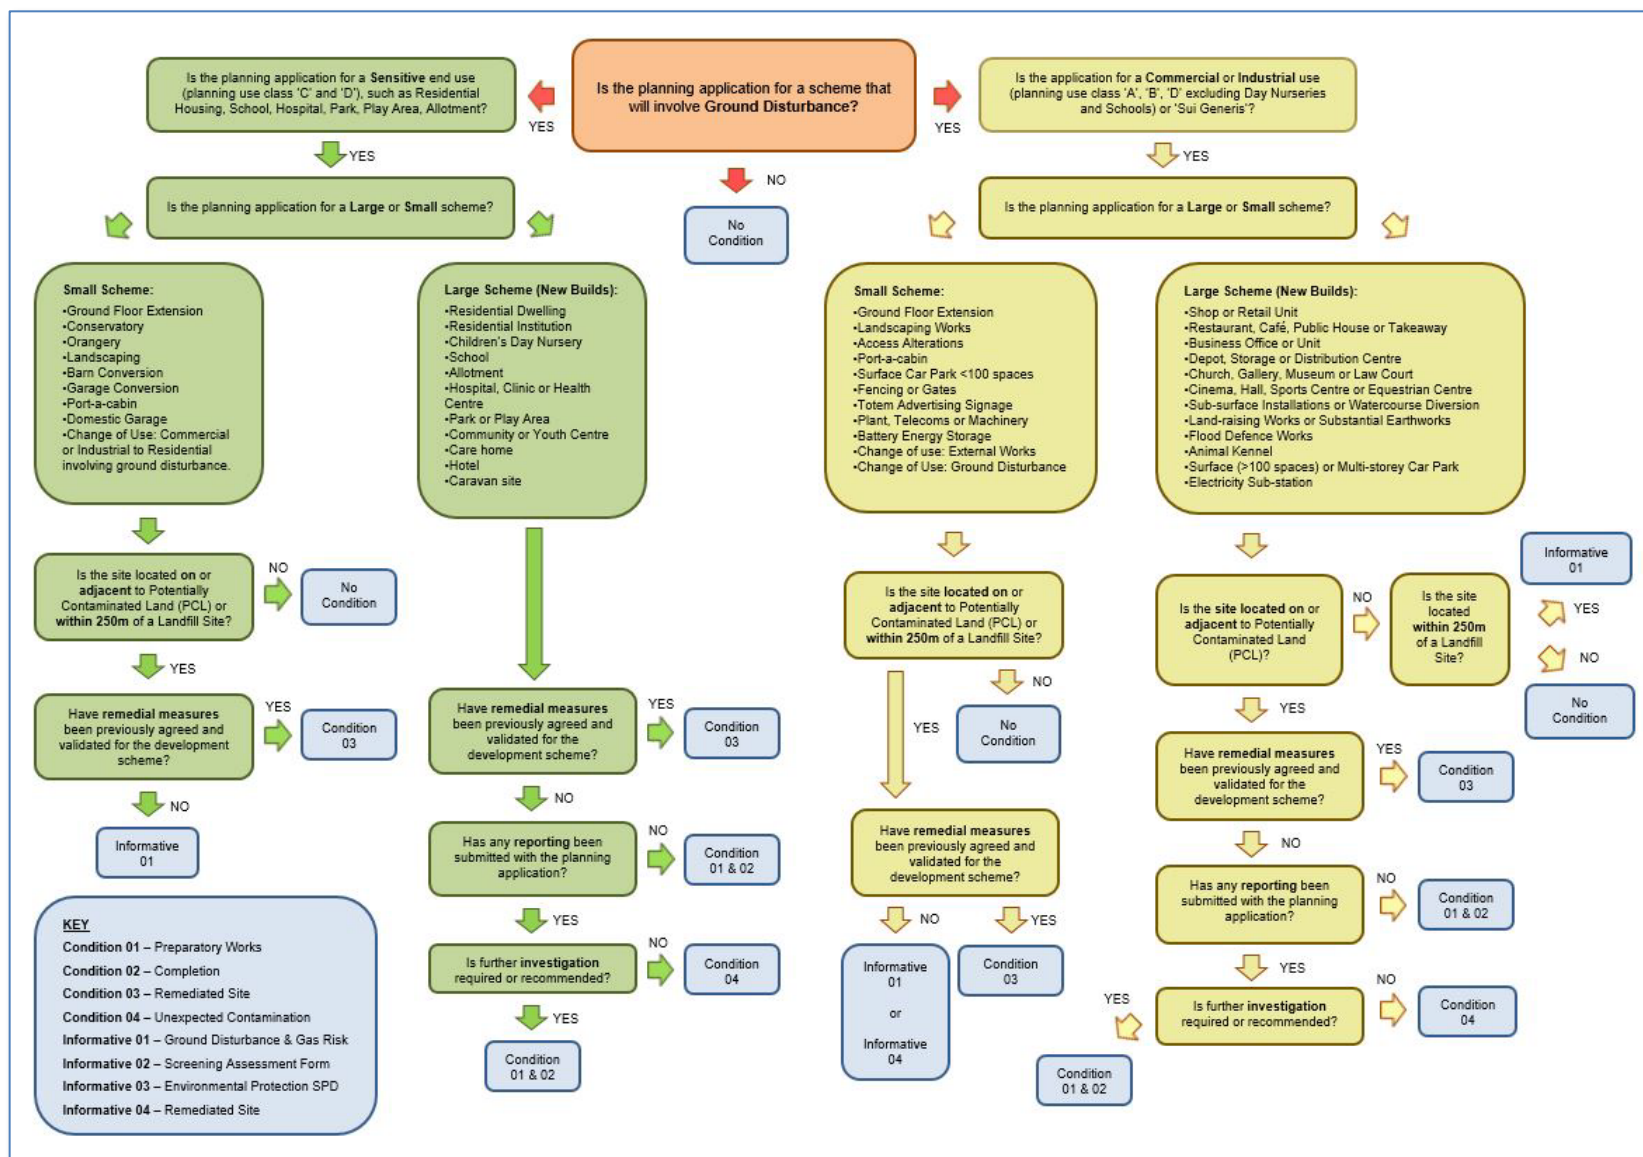 Is the planning application for a Sensitive end use
(planning use class 'C' and 'D'), such as Residential
Housing, School, Hospital, Park, Play Area, Allotment?
YES
Is the planning application for a scheme that
will involve Ground Disturbance?
YES
Is the application for a Commercial or Industrial use
(planning use class 'A', 'B', 'D' excluding Day Nurseries
and Schools) or 'Sui Generis'?
YES
NO
YES
Is the planning application for a Large or Small scheme?
No
Condition
Is the planning application for a Large or Small scheme?
Small Scheme:
•Ground Floor Extension
•Conservatory
•Orangery
•Landscaping
•Barn Conversion
•Garage Conversion
•Port-a-cabin
•Domestic Garage
•Change of Use: Commercial
or Industrial to Residential
involving ground disturbance.
Large Scheme (New Builds):
•Residential Dwelling
•Residential Institution
•Children's Day Nursery
•School
•Allotment
•Hospital, Clinic or Health
Centre
•Park or Play Area
•Community or Youth Centre
•Care home
•Hotel
•Caravan site
Small Scheme:
•Ground Floor Extension
•Landscaping Works
•Access Alterations
•Port-a-cabin
•Surface Car Park <100 spaces
•Fencing or Gates
•Totem Advertising Signage
•Plant, Telecoms or Machinery
•Battery Energy Storage
•Change of use: External Works
•Change of Use: Ground Disturbance
Large Scheme (New Builds):
•Shop or Retail Unit
•Restaurant, Café, Public House or Takeaway
•Business Office or Unit
•Depot, Storage or Distribution Centre
•Church, Gallery, Museum or Law Court
•Cinema, Hall, Sports Centre or Equestrian Centre
•Sub-surface Installations or Watercourse Diversion
•Land-raising Works or Substantial Earthworks
•Flood Defence Works
•Animal Kennel
•Surface (>100 spaces) or Multi-storey Car Park
•Electricity Sub-station
Is the site located on or
adjacent to Potentially
Contaminated Land (PCL) or
within 250m of a Landfill Site?
NO
No
Condition
YES
Have remedial measures
been previously agreed and
validated for the development
scheme?
YES
Condition
03
NO
Informative
01
Have remedial measures
been previously agreed and
validated for the
development scheme?
YES
Condition
03
NO
Has any reporting been
submitted with the planning
application?
NO
Condition
01 & 02
YES
Is further investigation
required or recommended?
NO
Condition
04
YES
Condition
01 & 02
Is the site located on or
adjacent to Potentially
Contaminated Land (PCL) or
within 250m of a Landfill Site?
NO
No
Condition
YES
Have remedial measures
been previously agreed and
validated for the
development scheme?
NO
YES
Informative
01
or
Informative
04
Condition
03
Is the site located on or
adjacent to Potentially
Contaminated Land
(PCL)?
NO
Is the site
located
within 250m
of a Landfill
Site?
Informative
01
YES
NO
No
Condition
YES
Have remedial measures
been previously agreed and
validated for the
development scheme?
YES
Condition
03
NO
Has any reporting been
submitted with the planning
application?
NO
Condition
01 & 02
YES
Is further investigation
required or recommended?
NO
Condition
04
YES
Condition
01 & 02
KEY
Condition 01 – Preparatory Works
Condition 02 – Completion
Condition 03 – Remediated Site
Condition 04 – Unexpected Contamination
Informative 01 – Ground Disturbance & Gas Risk
Informative 02 – Screening Assessment Form
Informative 03 – Environmental Protection SPD
Informative 04 – Remediated Site